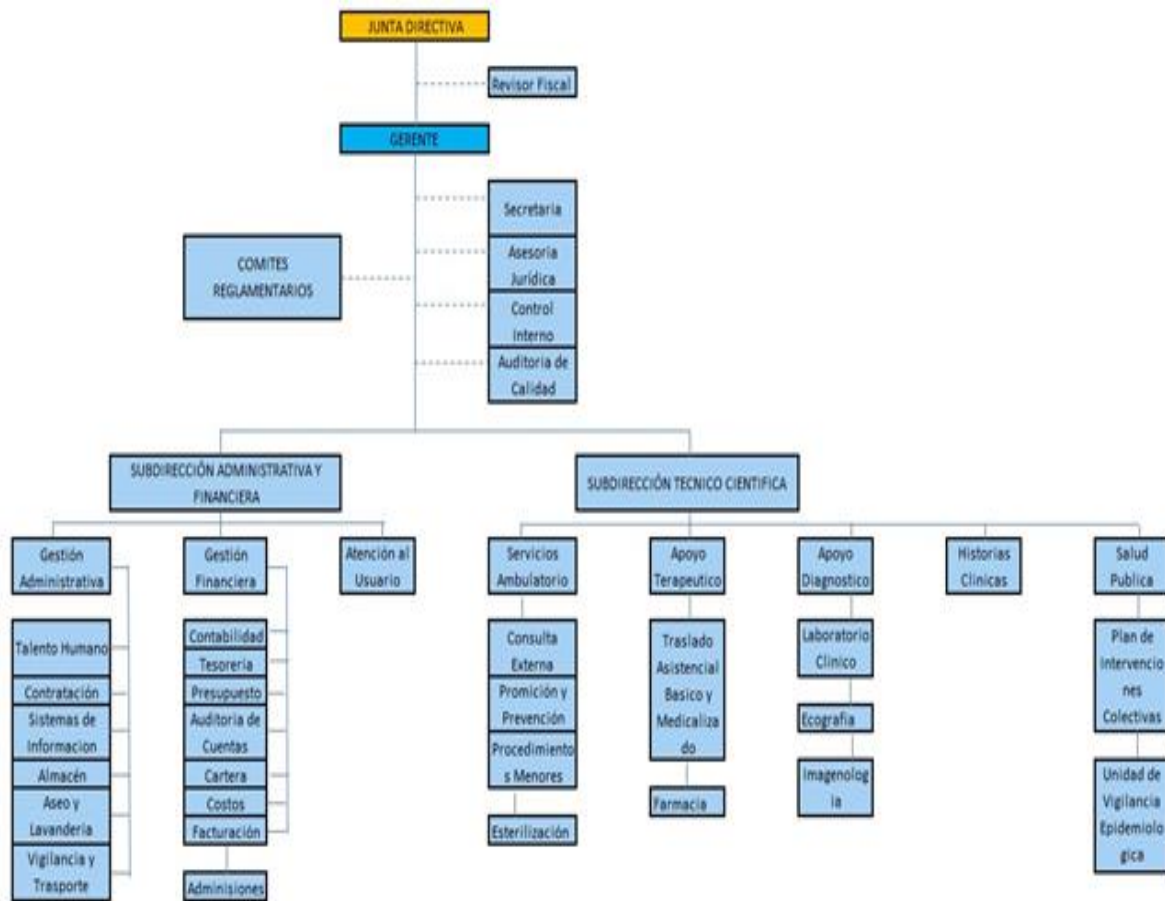 JUNTA DIRECTIVA
Revisor Fiscal
GERENTE
Secretaria
COMITES
REGLAMENTARIOS
Asesoria
Jurídica
Control
Interno
Auditoria de
Calidad
SUBDIRECCIÓN ADMINISTRATIVA Y
FINANCIERA
SUBDIRECCIÓN TECNICO CIENTIFICA
Gestión
Administrativa
Talento Humano
Contratación
Sistemas de
Informacion
Almacén
Aseo y
Lavanderia
Vigilancia y
Trasporte
Gestión
Financiera
Contabilidad
Tesoreria
Presupuesto
Auditoria de
Cuentas
Cartera
Costos
Facturación
Adminisiones
Atención al
Usuario
Servicios
Ambulatorio
Consulta
Externa
Promición y
Prevención
Procedimiento
s Menores
Esterilización
Apoyo
Terapeutico
Traslado
Asistencial
Basico y
Medicaliza
do
Farmacia
Apoyo
Diagnostico
Laboratorio
Clinico
Ecografia
Imagenolog
ia
Historias
Clinicas
Salud
Publica
Plan de
Intervencio
nes
Colectivas
Unidad de
Vigilancia
Epidemiolo
gica